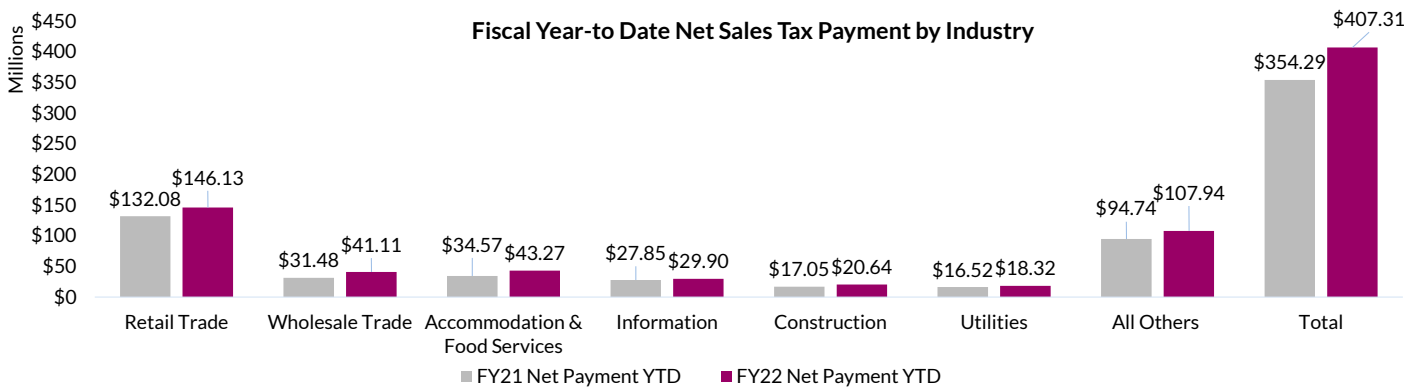 Fiscal Year-to Date Net Sales Tax Payment by Industry
Millions
$450
$400
$350
$300
$250
$200
$150
$100
$50
$0
$132.08
$146.13
$31.48
$41.11
$34.57
$43.27
$27.85
$29.90
$17.05
$20.64
$16.52
$18.32
$94.74
$107.94
$354.29
$407.31
Retail Trade
Wholesale Trade
Accommodation &
Food Services
Information
Construction
Utilities
All Others
Total
FY21 Net Payment YTD
FY22 Net Payment YTD